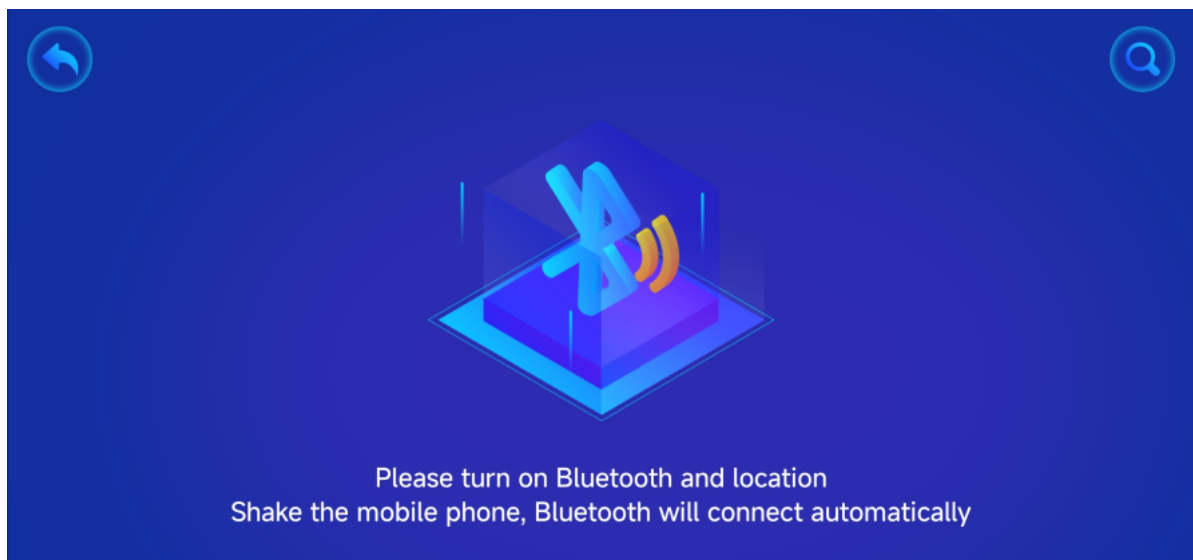 Please turn on Bluetooth and location
Shake the mobile phone, Bluetooth will connect automatically